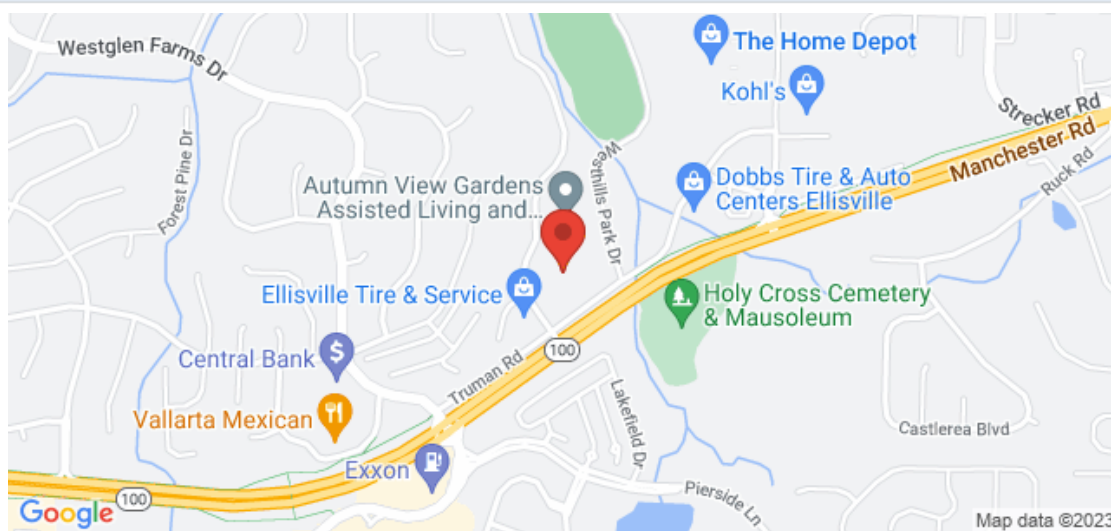 Westglen Farms Dr
The Home Depot
Kohl's
Strecker Rd
Manchester Rd
Forest Pine Dr
Westhills Park Dr
Ruck Rd
Autumn View Gardens
Assisted Living and...
Dobbs Tire & Auto
Centers Ellisville
Ellisville Tire & Service
Holy Cross Cemetery
& Mausoleum
Central Bank
Truman Rd
100
Vallarta Mexican
Lakefield Dr
Castlerea Blvd
Exxon
100
Pierside Ln
Google
Map data ©2023